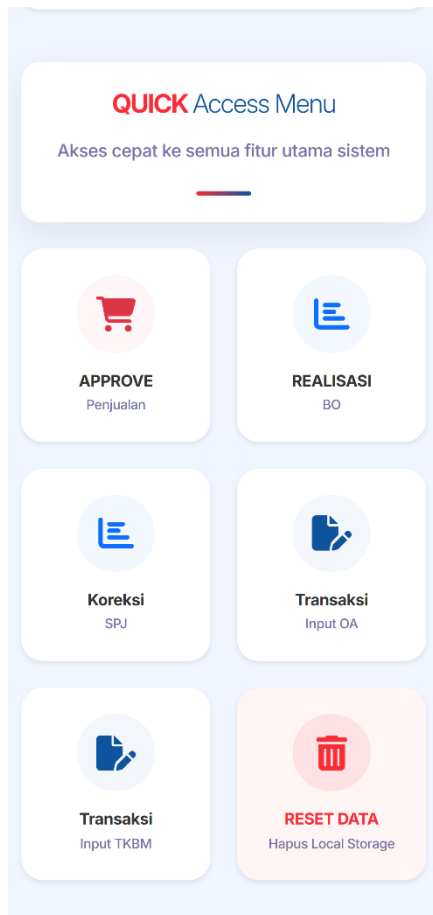 QUICK Access Menu
Akses cepat ke semua fitur utama sistem
APPROVE
Penjualan
REALISASI
BO
Koreksi
SPJ
Transaksi
Input OA
Transaksi
Input TKBM
RESET DATA
Hapus Local Storage